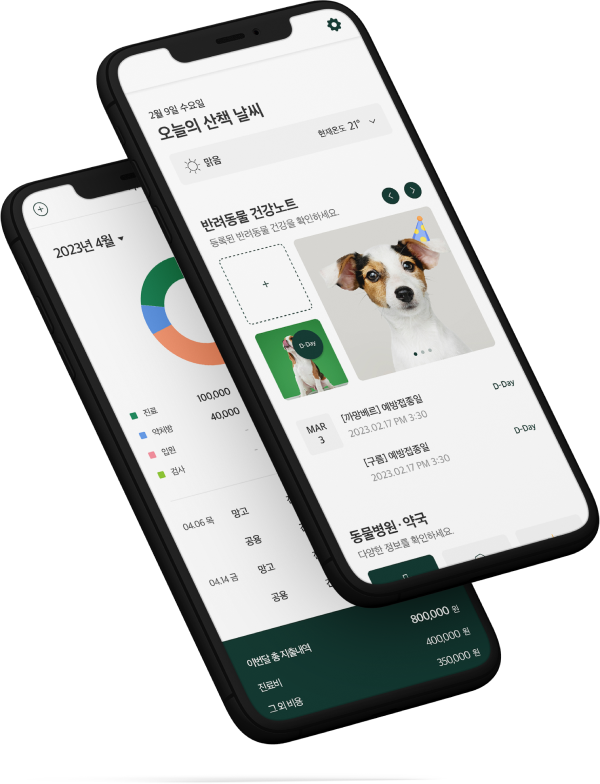 2월 9일 수요일
오늘의 산책 날씨
맑음
현재온도 21°
반려동물 건강노트
등록된 반려동물 건강을 확인하세요.
+
D-Day
MAR
3
[까망베르] 예방접종일
2023.02.17 PM 3:30
D-Day
[구름] 예방접종일
2023.02.17 PM 3:30
D-Day
동물병원·약국
다양한 정보를 확인하세요.
2023년 4월
진료
100,000
약처방
40,000
입원
-
검사
-
04.06 목
망고
공용
04.14 금
망고
공용
이번달 총 지출내역
800,000 원
진료비
400,000 원
그 외 비용
350,000 원